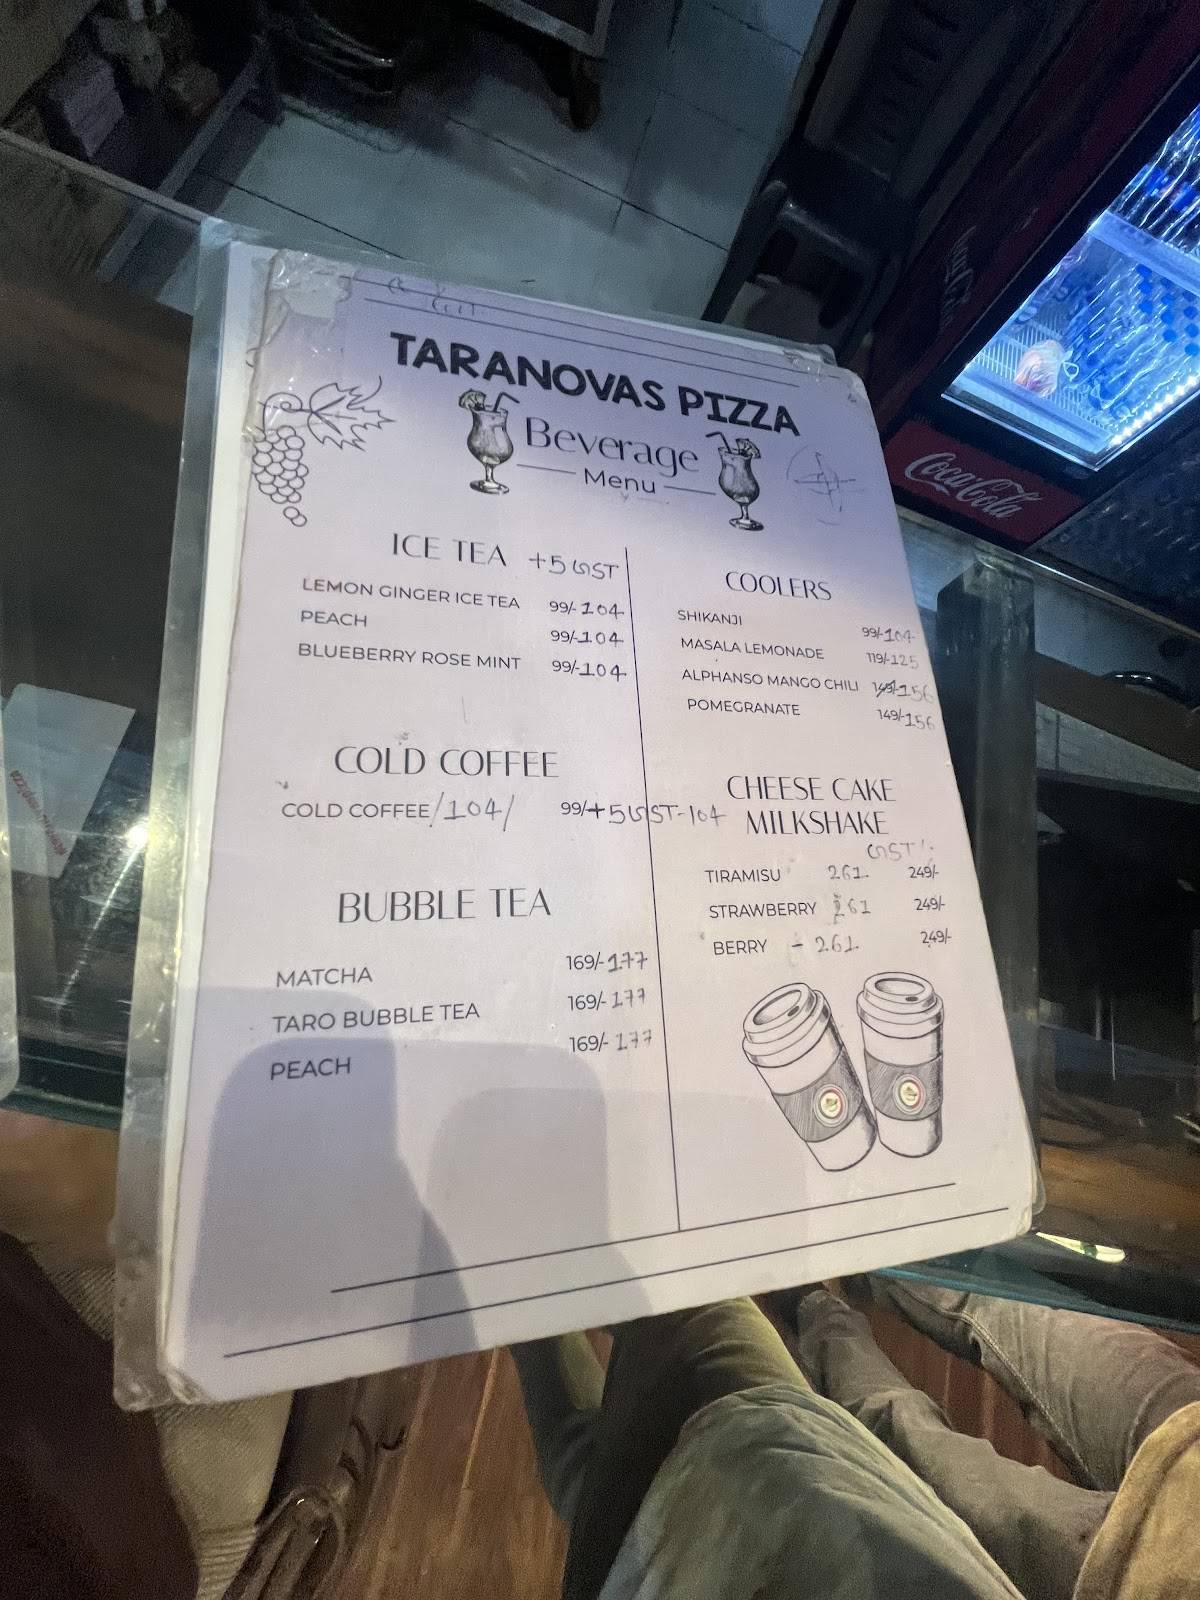 TARANOVAS PIZZA
Beverage
Menu
ICE TEA +5 GST
LEMON GINGER ICE TEA 99/- 104
PEACH 99/- 104
BLUEBERRY ROSE MINT 99/- 104
COLD COFFEE
COLD COFFEE /104/ 99/+5 GST-104
BUBBLE TEA
MATCHA 169/- 177
TARO BUBBLE TEA 169/- 177
PEACH 169/- 177
COOLERS
SHIKANJI 99/- 104
MASALA LEMONADE 119/- 125
ALPHANSO MANGO CHILI 149/- 156
POMEGRANATE 149/- 156
CHEESE CAKE
MILKSHAKE
GST
TIRAMISU 261 249/-
STRAWBERRY 261 249/-
BERRY - 261 249/-
Coca-Cola